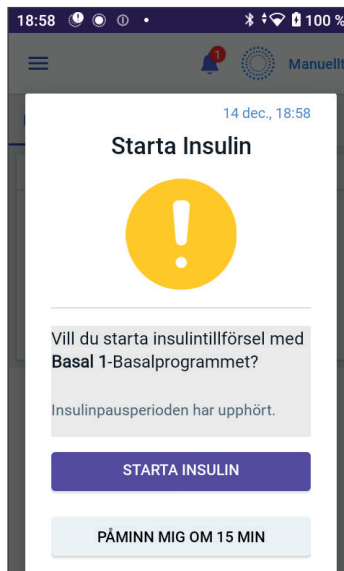 18:58 100 %
1
Manuellt
14 dec., 18:58
Starta Insulin
Vill du starta insulintillförsel med
Basal 1-Basalprogrammet?
Insulinpausperioden har upphört.
STARTA INSULIN
PÅMINN MIG OM 15 MIN